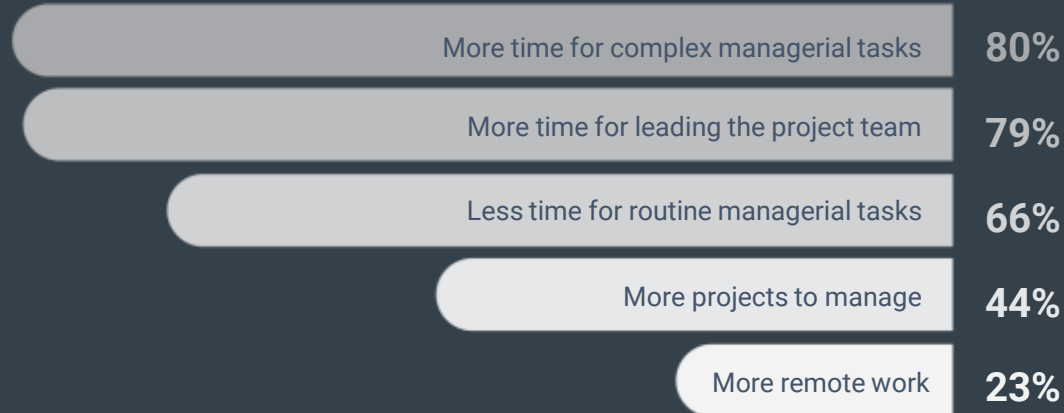 More time for complex managerial tasks 80%
More time for leading the project team 79%
Less time for routine managerial tasks 66%
More projects to manage 44%
More remote work 23%